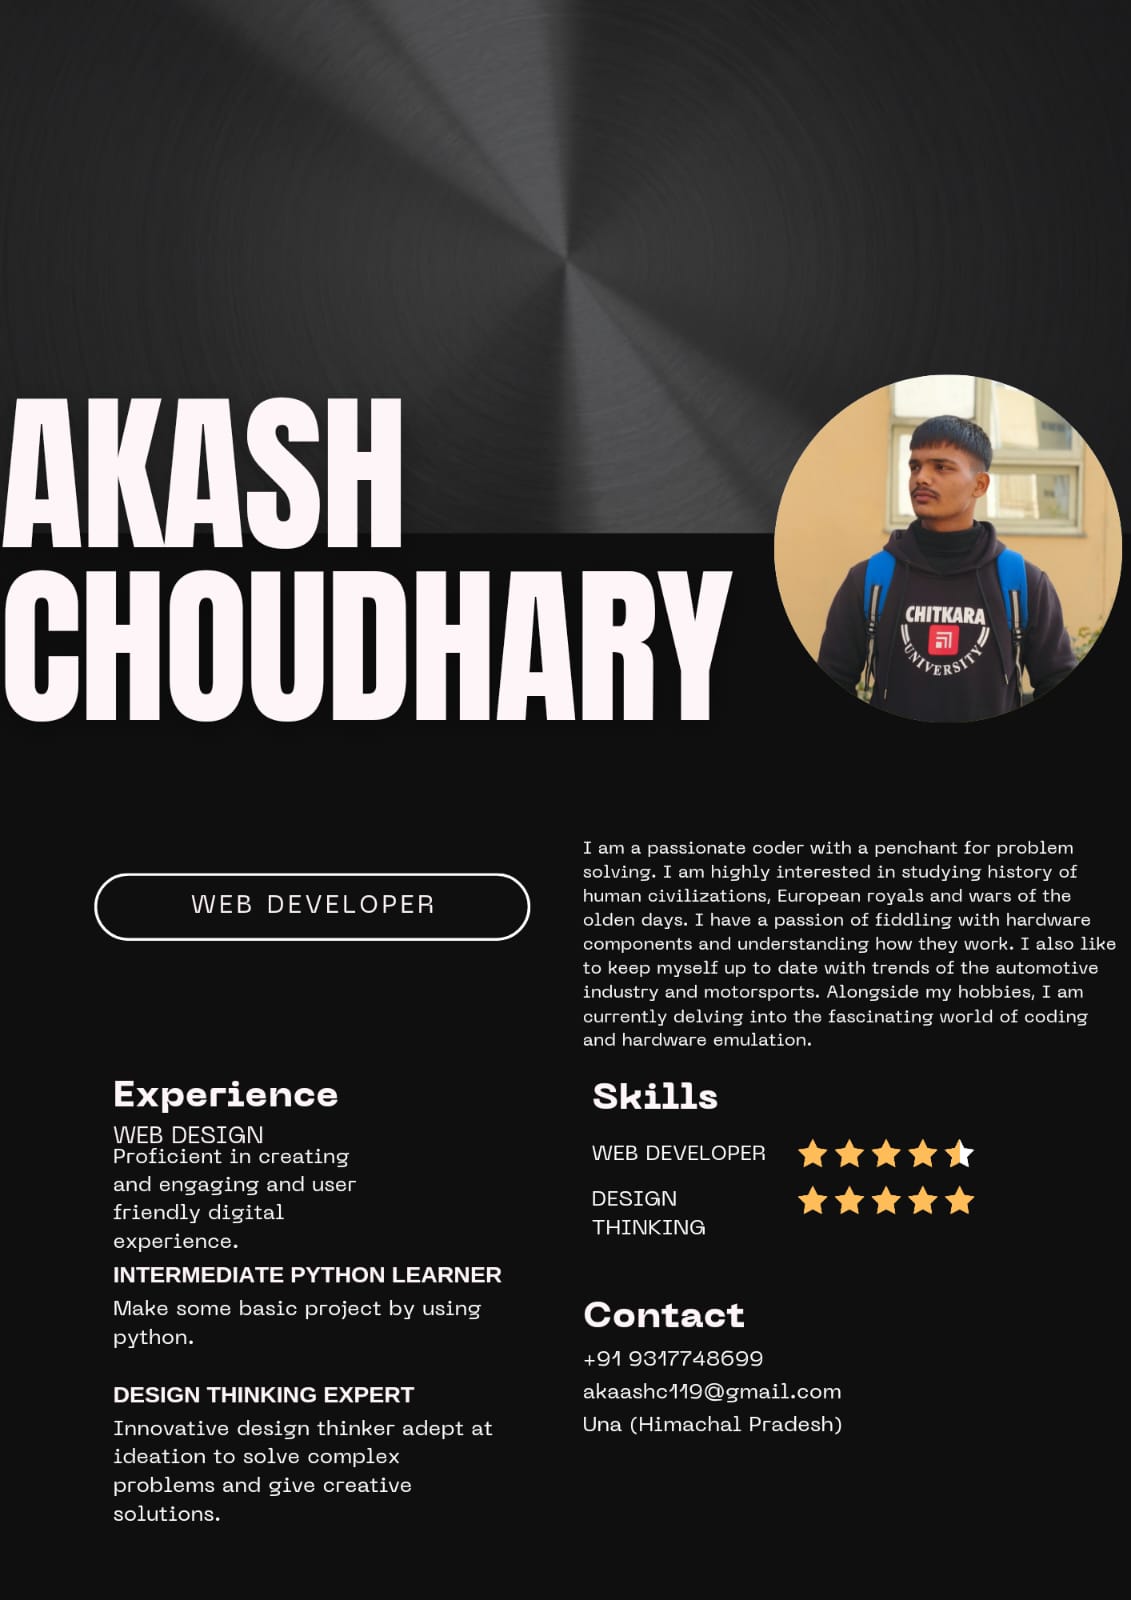 AKASH
CHOUDHARY
CHITKARA
UNIVERSITY
WEB DEVELOPER
I am a passionate coder with a penchant for problem
solving. I am highly interested in studying history of
human civilizations, European royals and wars of the
olden days. I have a passion of fiddling with hardware
components and understanding how they work. I also like
to keep myself up to date with trends of the automotive
industry and motorsports. Alongside my hobbies, I am
currently delving into the fascinating world of coding
and hardware emulation.
Experience
WEB DESIGN
Proficient in creating
and engaging and user
friendly digital
experience.
INTERMEDIATE PYTHON LEARNER
Make some basic project by using
python.
DESIGN THINKING EXPERT
Innovative design thinker adept at
ideation to solve complex
problems and give creative
solutions.
Skills
WEB DEVELOPER
DESIGN
THINKING
Contact
+91 9317748699
akaashc119@gmail.com
Una (Himachal Pradesh)